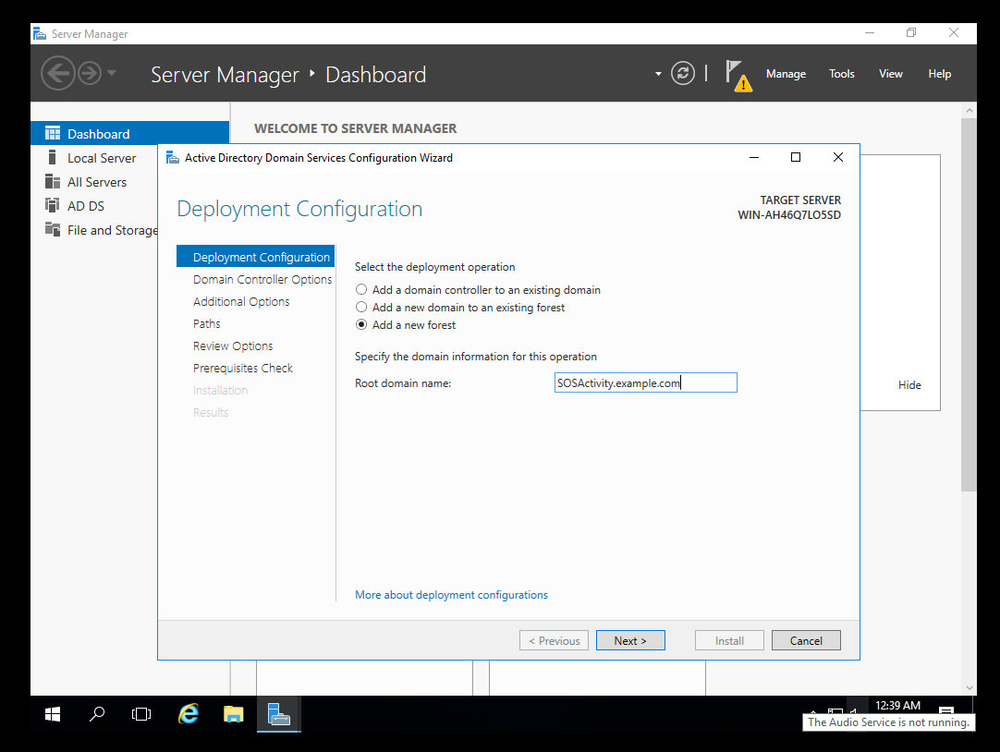 Server Manager
Server Manager ‣ Dashboard
Manage Tools View Help
Dashboard
Local Server
All Servers
AD DS
File and Storage
WELCOME TO SERVER MANAGER
Hide
Active Directory Domain Services Configuration Wizard
Deployment Configuration
TARGET SERVER
WIN-AH46Q7LO5SD
Deployment Configuration
Domain Controller Options
Additional Options
Paths
Review Options
Prerequisites Check
Installation
Results
Select the deployment operation
Add a domain controller to an existing domain
Add a new domain to an existing forest
Add a new forest
Specify the domain information for this operation
Root domain name: SOSActivity.example.com
More about deployment configurations
< Previous Next > Install Cancel
12:39 AM
The Audio Service is not running.